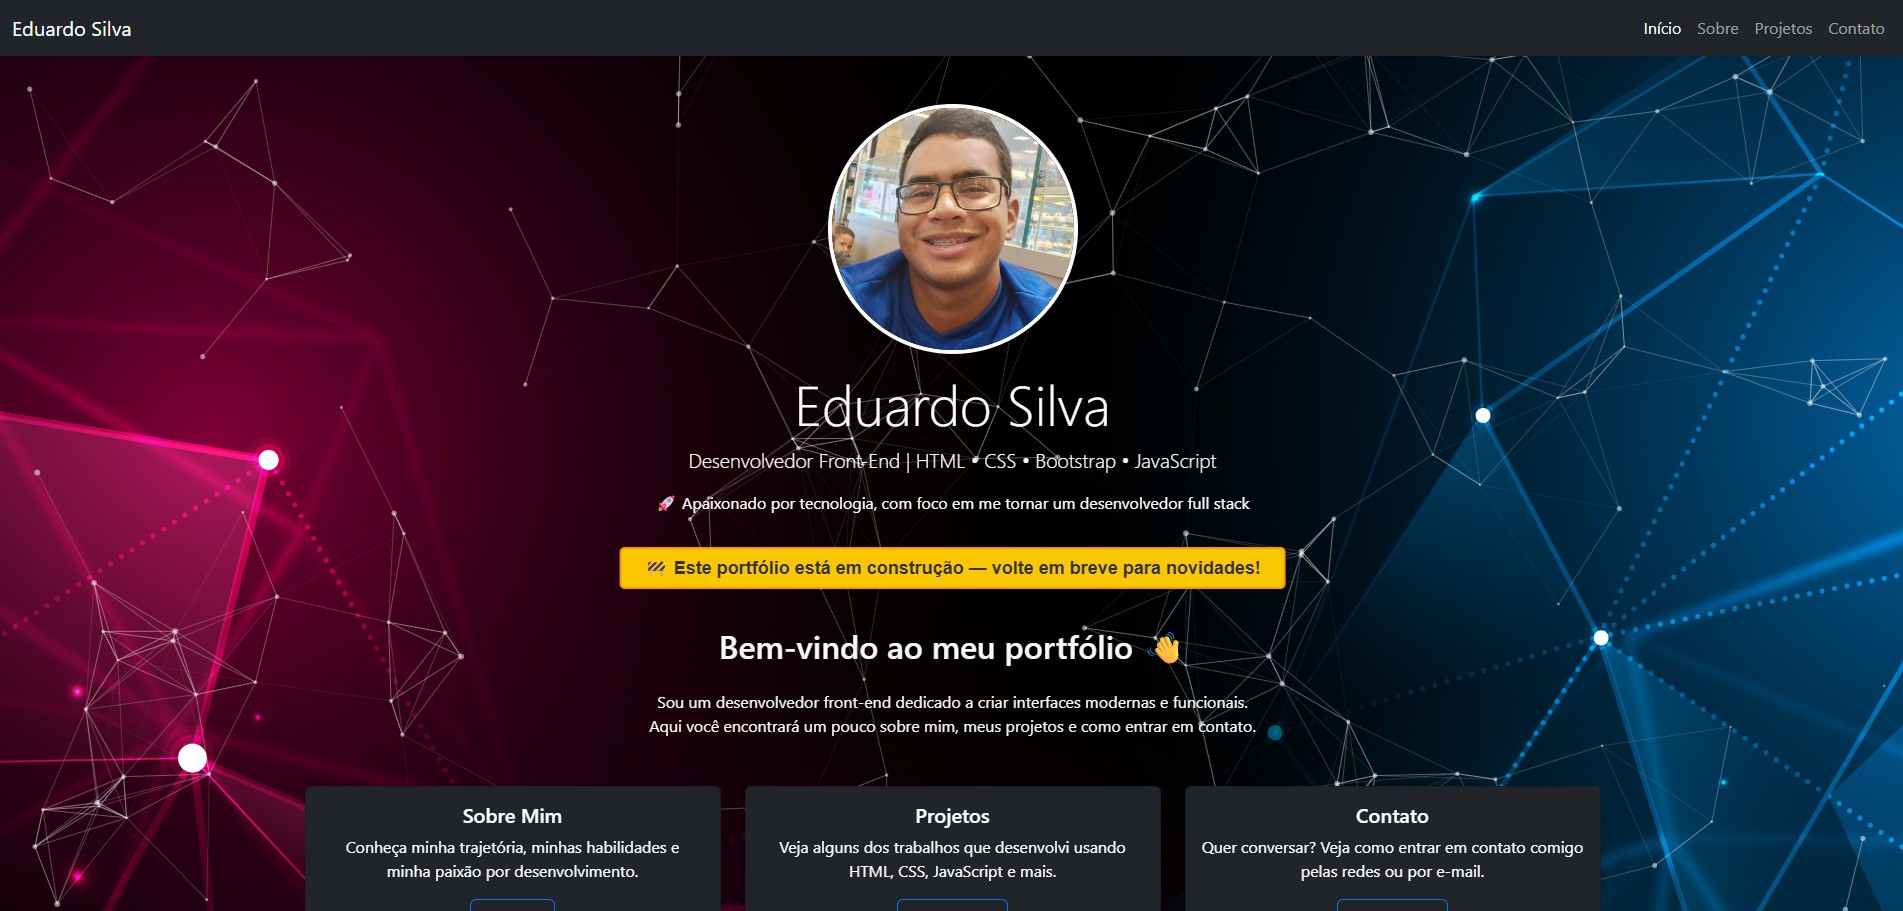 Eduardo Silva
Início Sobre Projetos Contato
Eduardo Silva
Desenvolvedor Front-End | HTML • CSS • Bootstrap • JavaScript
🚀 Apaixonado por tecnologia, com foco em me tornar um desenvolvedor full stack
🚧 Este portfólio está em construção — volte em breve para novidades!
Bem-vindo ao meu portfólio 👋
Sou um desenvolvedor front-end dedicado a criar interfaces modernas e funcionais.
Aqui você encontrará um pouco sobre mim, meus projetos e como entrar em contato.
Sobre Mim
Conheça minha trajetória, minhas habilidades e
minha paixão por desenvolvimento.
Projetos
Veja alguns dos trabalhos que desenvolvi usando
HTML, CSS, JavaScript e mais.
Contato
Quer conversar? Veja como entrar em contato comigo
pelas redes ou por e-mail.